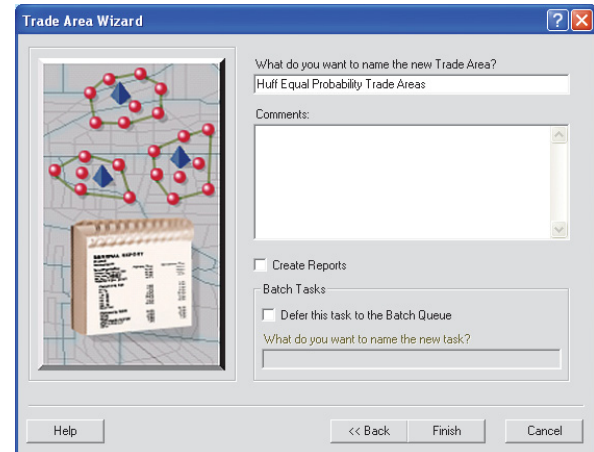 Trade Area Wizard
What do you want to name the new Trade Area?
Huff Equal Probability Trade Areas
Comments:
Create Reports
Batch Tasks
Defer this task to the Batch Queue
What do you want to name the new task?
Help
<< Back
Finish
Cancel